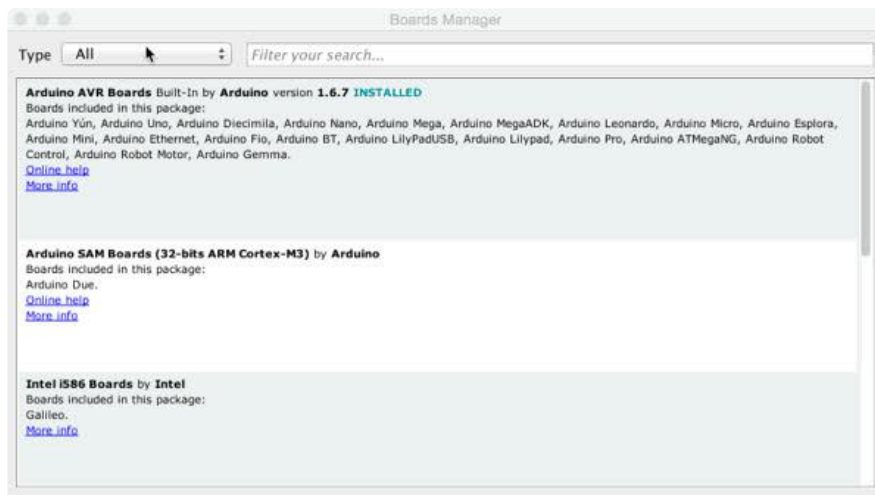 Boards Manager
Type All Filter your search...
Arduino AVR Boards Built-In by Arduino version 1.6.7 INSTALLED
Boards included in this package:
Arduino Yún, Arduino Uno, Arduino Diecimila, Arduino Nano, Arduino Mega, Arduino MegaADK, Arduino Leonardo, Arduino Micro, Arduino Esplora,
Arduino Mini, Arduino Ethernet, Arduino Fio, Arduino BT, Arduino LilyPadUSB, Arduino Lilypad, Arduino Pro, Arduino ATMegaNG, Arduino Robot
Control, Arduino Robot Motor, Arduino Gemma.
Online help
More info
Arduino SAM Boards (32-bits ARM Cortex-M3) by Arduino
Boards included in this package:
Arduino Due.
Online help
More info
Intel i586 Boards by Intel
Boards included in this package:
Galileo.
More info